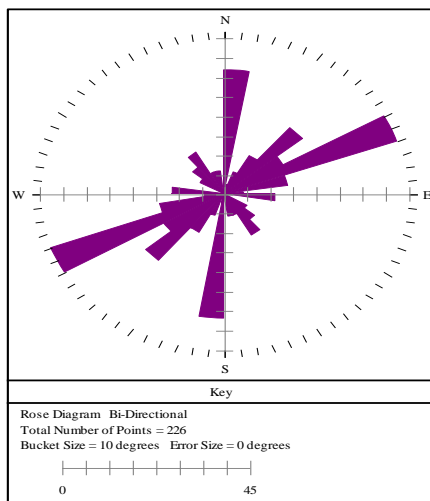 N
W
E
S
Key
Rose Diagram Bi-Directional
Total Number of Points = 226
Bucket Size = 10 degrees Error Size = 0 degrees
0 45